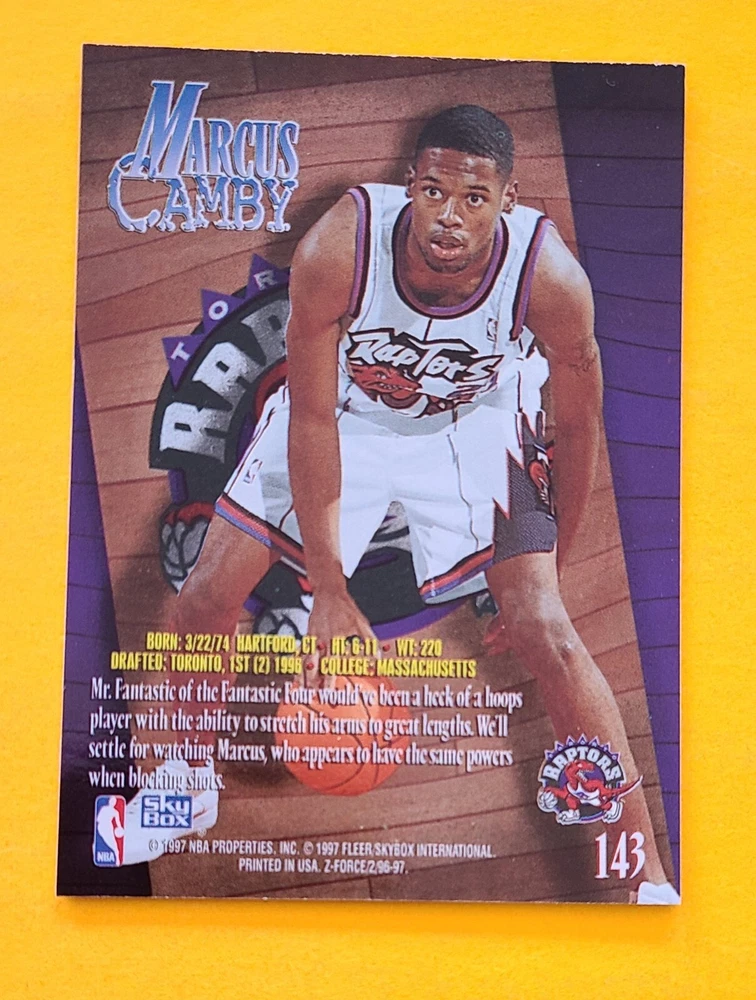 MARCUS
CAMBY
TOR
RAP
RAPTORS
BORN: 3/22/74 HARTFORD, CT • HT: 6-11 • WT: 220
DRAFTED: TORONTO, 1ST (2) 1996 • COLLEGE: MASSACHUSETTS
Mr. Fantastic of the Fantastic Four would've been a heck of a hoops
player with the ability to stretch his arms to great lengths. We'll
settle for watching Marcus, who appears to have the same powers
when blocking shots.
RAPTORS
NBA
SKY
BOX
© 1997 NBA PROPERTIES, INC. © 1997 FLEER/SKYBOX INTERNATIONAL.
PRINTED IN USA. Z-FORCE/2/96-97.
143